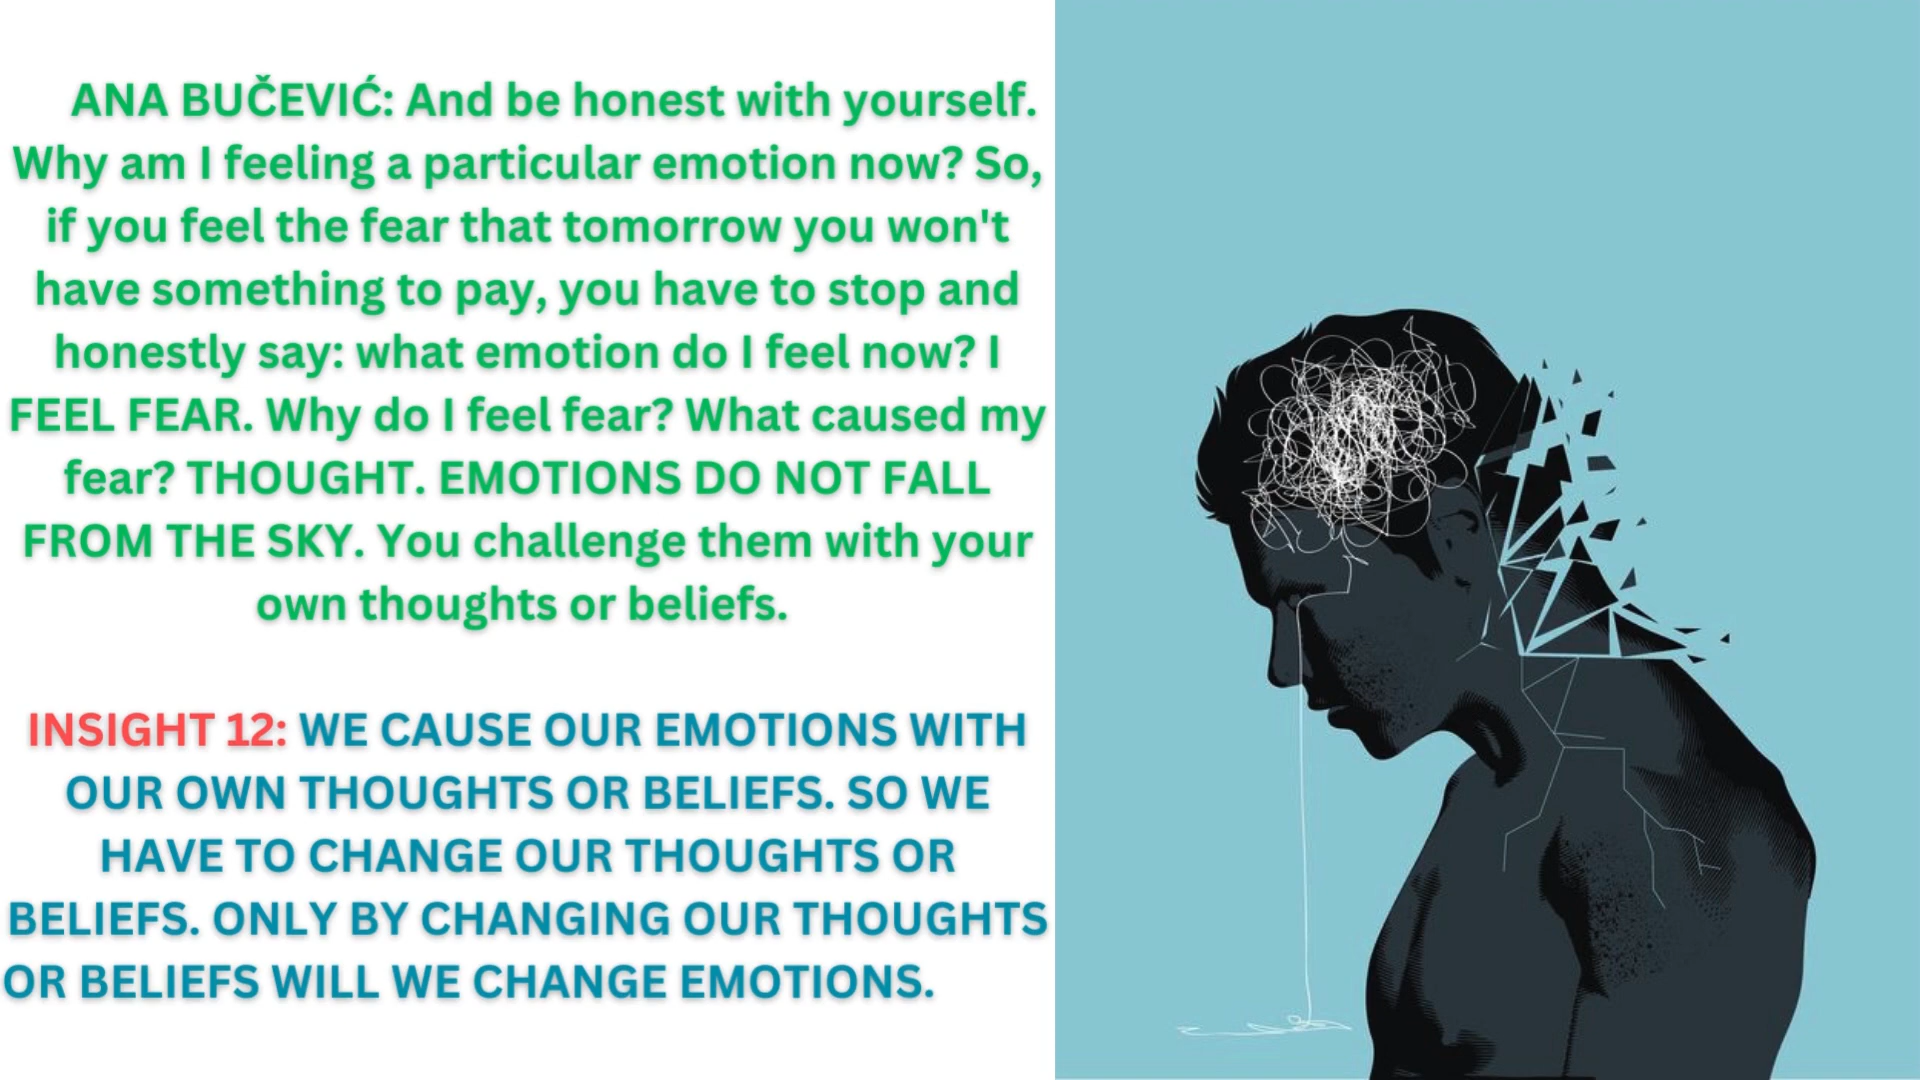 ANA BUČEVIĆ: And be honest with yourself.
Why am I feeling a particular emotion now? So,
if you feel the fear that tomorrow you won't
have something to pay, you have to stop and
honestly say: what emotion do I feel now? I
FEEL FEAR. Why do I feel fear? What caused my
fear? THOUGHT. EMOTIONS DO NOT FALL
FROM THE SKY. You challenge them with your
own thoughts or beliefs.
INSIGHT 12: WE CAUSE OUR EMOTIONS WITH
OUR OWN THOUGHTS OR BELIEFS. SO WE
HAVE TO CHANGE OUR THOUGHTS OR
BELIEFS. ONLY BY CHANGING OUR THOUGHTS
OR BELIEFS WILL WE CHANGE EMOTIONS.